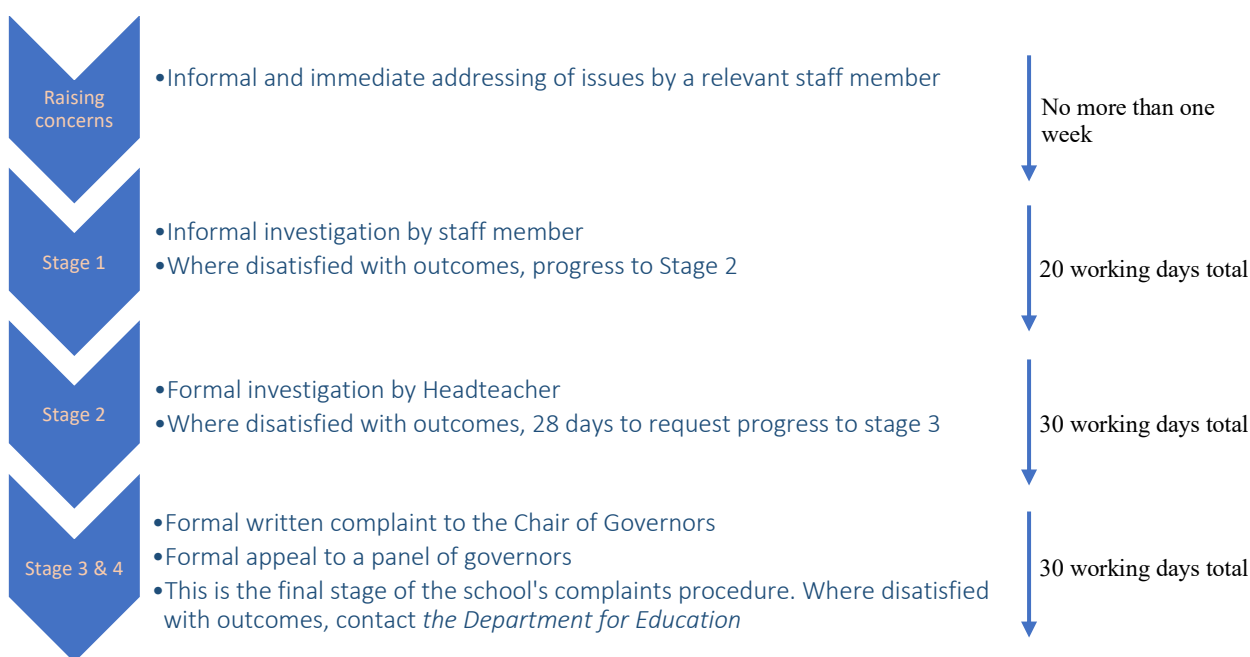 Raising
concerns
•Informal and immediate addressing of issues by a relevant staff member
No more than one
week
Stage 1
•Informal investigation by staff member
•Where disatisfied with outcomes, progress to Stage 2
20 working days total
Stage 2
•Formal investigation by Headteacher
•Where disatisfied with outcomes, 28 days to request progress to stage 3
30 working days total
Stage 3 & 4
•Formal written complaint to the Chair of Governors
•Formal appeal to a panel of governors
•This is the final stage of the school's complaints procedure. Where disatisfied
with outcomes, contact the Department for Education
30 working days total